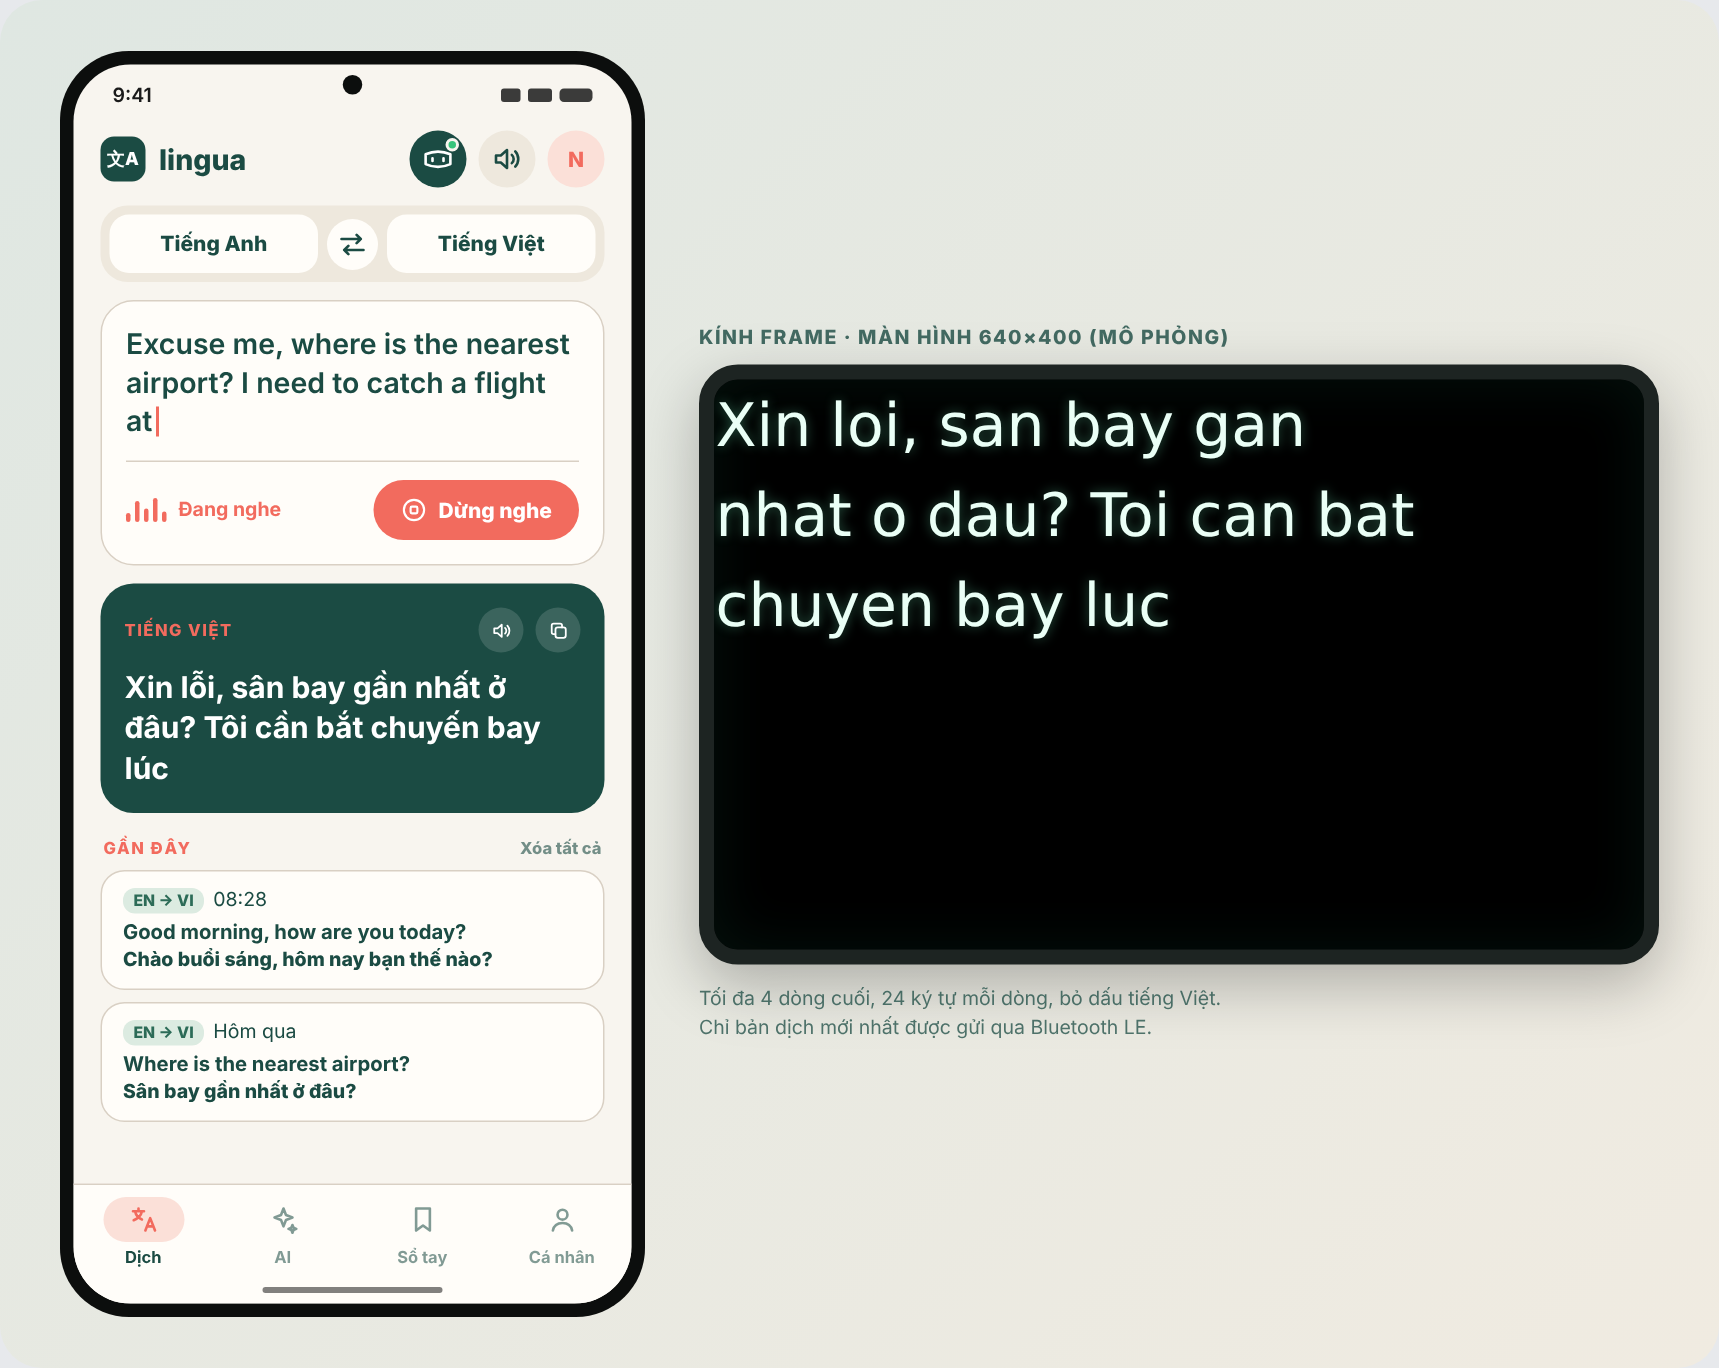 9:41
文A lingua
N
Tiếng Anh
Tiếng Việt
Excuse me, where is the nearest
airport? I need to catch a flight
at
Đang nghe
Dừng nghe
TIẾNG VIỆT
Xin lỗi, sân bay gần nhất ở
đâu? Tôi cần bắt chuyến bay
lúc
GẦN ĐÂY
Xóa tất cả
EN → VI 08:28
Good morning, how are you today?
Chào buổi sáng, hôm nay bạn thế nào?
EN → VI Hôm qua
Where is the nearest airport?
Sân bay gần nhất ở đâu?
Dịch
AI
Sổ tay
Cá nhân
KÍNH FRAME · MÀN HÌNH 640×400 (MÔ PHỎNG)
Xin loi, san bay gan
nhat o dau? Toi can bat
chuyen bay luc
Tối đa 4 dòng cuối, 24 ký tự mỗi dòng, bỏ dấu tiếng Việt.
Chỉ bản dịch mới nhất được gửi qua Bluetooth LE.